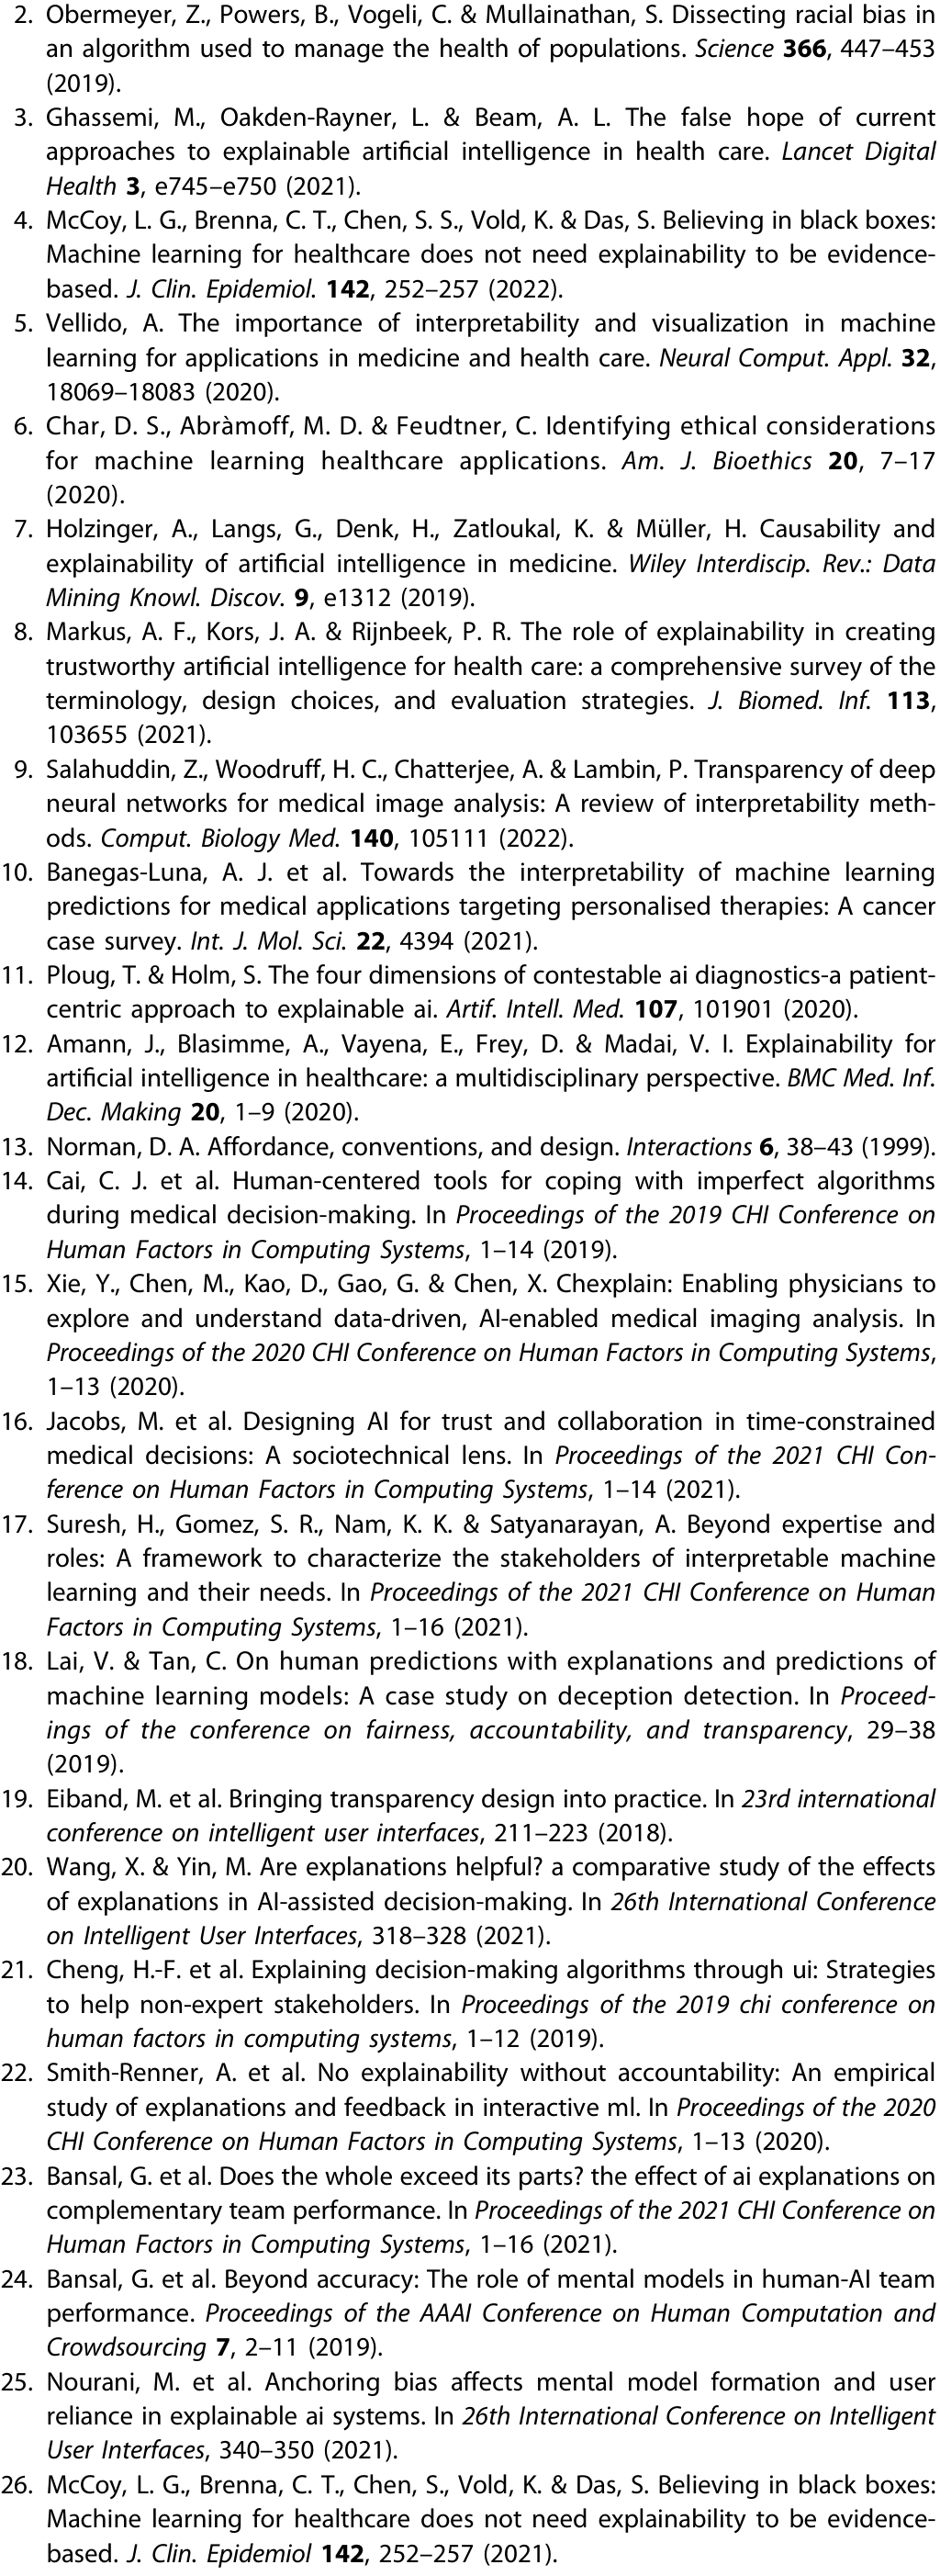 2. Obermeyer, Z., Powers, B., Vogeli, C. & Mullainathan, S. Dissecting racial bias in
an algorithm used to manage the health of populations. Science 366, 447–453
(2019).
3. Ghassemi, M., Oakden-Rayner, L. & Beam, A. L. The false hope of current
approaches to explainable artificial intelligence in health care. Lancet Digital
Health 3, e745–e750 (2021).
4. McCoy, L. G., Brenna, C. T., Chen, S. S., Vold, K. & Das, S. Believing in black boxes:
Machine learning for healthcare does not need explainability to be evidence-
based. J. Clin. Epidemiol. 142, 252–257 (2022).
5. Vellido, A. The importance of interpretability and visualization in machine
learning for applications in medicine and health care. Neural Comput. Appl. 32,
18069–18083 (2020).
6. Char, D. S., Abràmoff, M. D. & Feudtner, C. Identifying ethical considerations
for machine learning healthcare applications. Am. J. Bioethics 20, 7–17
(2020).
7. Holzinger, A., Langs, G., Denk, H., Zatloukal, K. & Müller, H. Causability and
explainability of artificial intelligence in medicine. Wiley Interdiscip. Rev.: Data
Mining Knowl. Discov. 9, e1312 (2019).
8. Markus, A. F., Kors, J. A. & Rijnbeek, P. R. The role of explainability in creating
trustworthy artificial intelligence for health care: a comprehensive survey of the
terminology, design choices, and evaluation strategies. J. Biomed. Inf. 113,
103655 (2021).
9. Salahuddin, Z., Woodruff, H. C., Chatterjee, A. & Lambin, P. Transparency of deep
neural networks for medical image analysis: A review of interpretability meth-
ods. Comput. Biology Med. 140, 105111 (2022).
10. Banegas-Luna, A. J. et al. Towards the interpretability of machine learning
predictions for medical applications targeting personalised therapies: A cancer
case survey. Int. J. Mol. Sci. 22, 4394 (2021).
11. Ploug, T. & Holm, S. The four dimensions of contestable ai diagnostics-a patient-
centric approach to explainable ai. Artif. Intell. Med. 107, 101901 (2020).
12. Amann, J., Blasimme, A., Vayena, E., Frey, D. & Madai, V. I. Explainability for
artificial intelligence in healthcare: a multidisciplinary perspective. BMC Med. Inf.
Dec. Making 20, 1–9 (2020).
13. Norman, D. A. Affordance, conventions, and design. Interactions 6, 38–43 (1999).
14. Cai, C. J. et al. Human-centered tools for coping with imperfect algorithms
during medical decision-making. In Proceedings of the 2019 CHI Conference on
Human Factors in Computing Systems, 1–14 (2019).
15. Xie, Y., Chen, M., Kao, D., Gao, G. & Chen, X. Chexplain: Enabling physicians to
explore and understand data-driven, AI-enabled medical imaging analysis. In
Proceedings of the 2020 CHI Conference on Human Factors in Computing Systems,
1–13 (2020).
16. Jacobs, M. et al. Designing AI for trust and collaboration in time-constrained
medical decisions: A sociotechnical lens. In Proceedings of the 2021 CHI Con-
ference on Human Factors in Computing Systems, 1–14 (2021).
17. Suresh, H., Gomez, S. R., Nam, K. K. & Satyanarayan, A. Beyond expertise and
roles: A framework to characterize the stakeholders of interpretable machine
learning and their needs. In Proceedings of the 2021 CHI Conference on Human
Factors in Computing Systems, 1–16 (2021).
18. Lai, V. & Tan, C. On human predictions with explanations and predictions of
machine learning models: A case study on deception detection. In Proceed-
ings of the conference on fairness, accountability, and transparency, 29–38
(2019).
19. Eiband, M. et al. Bringing transparency design into practice. In 23rd international
conference on intelligent user interfaces, 211–223 (2018).
20. Wang, X. & Yin, M. Are explanations helpful? a comparative study of the effects
of explanations in AI-assisted decision-making. In 26th International Conference
on Intelligent User Interfaces, 318–328 (2021).
21. Cheng, H.-F. et al. Explaining decision-making algorithms through ui: Strategies
to help non-expert stakeholders. In Proceedings of the 2019 chi conference on
human factors in computing systems, 1–12 (2019).
22. Smith-Renner, A. et al. No explainability without accountability: An empirical
study of explanations and feedback in interactive ml. In Proceedings of the 2020
CHI Conference on Human Factors in Computing Systems, 1–13 (2020).
23. Bansal, G. et al. Does the whole exceed its parts? the effect of ai explanations on
complementary team performance. In Proceedings of the 2021 CHI Conference on
Human Factors in Computing Systems, 1–16 (2021).
24. Bansal, G. et al. Beyond accuracy: The role of mental models in human-AI team
performance. Proceedings of the AAAI Conference on Human Computation and
Crowdsourcing 7, 2–11 (2019).
25. Nourani, M. et al. Anchoring bias affects mental model formation and user
reliance in explainable ai systems. In 26th International Conference on Intelligent
User Interfaces, 340–350 (2021).
26. McCoy, L. G., Brenna, C. T., Chen, S., Vold, K. & Das, S. Believing in black boxes:
Machine learning for healthcare does not need explainability to be evidence-
based. J. Clin. Epidemiol 142, 252–257 (2021).